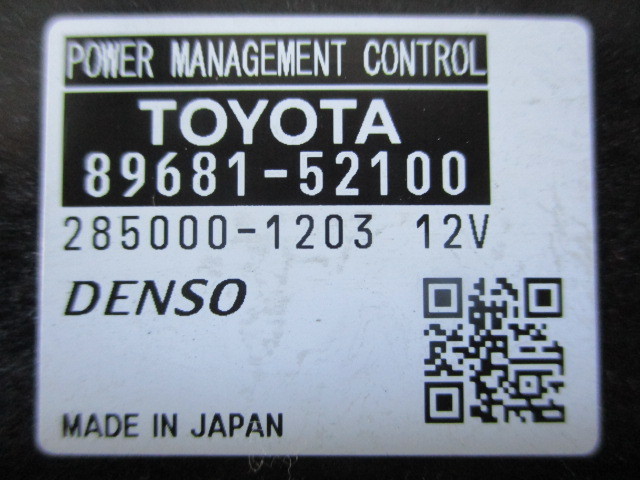 POWER MANAGEMENT CONTROL
TOYOTA
89681-52100
285000-1203 12V
DENSO
MADE IN JAPAN